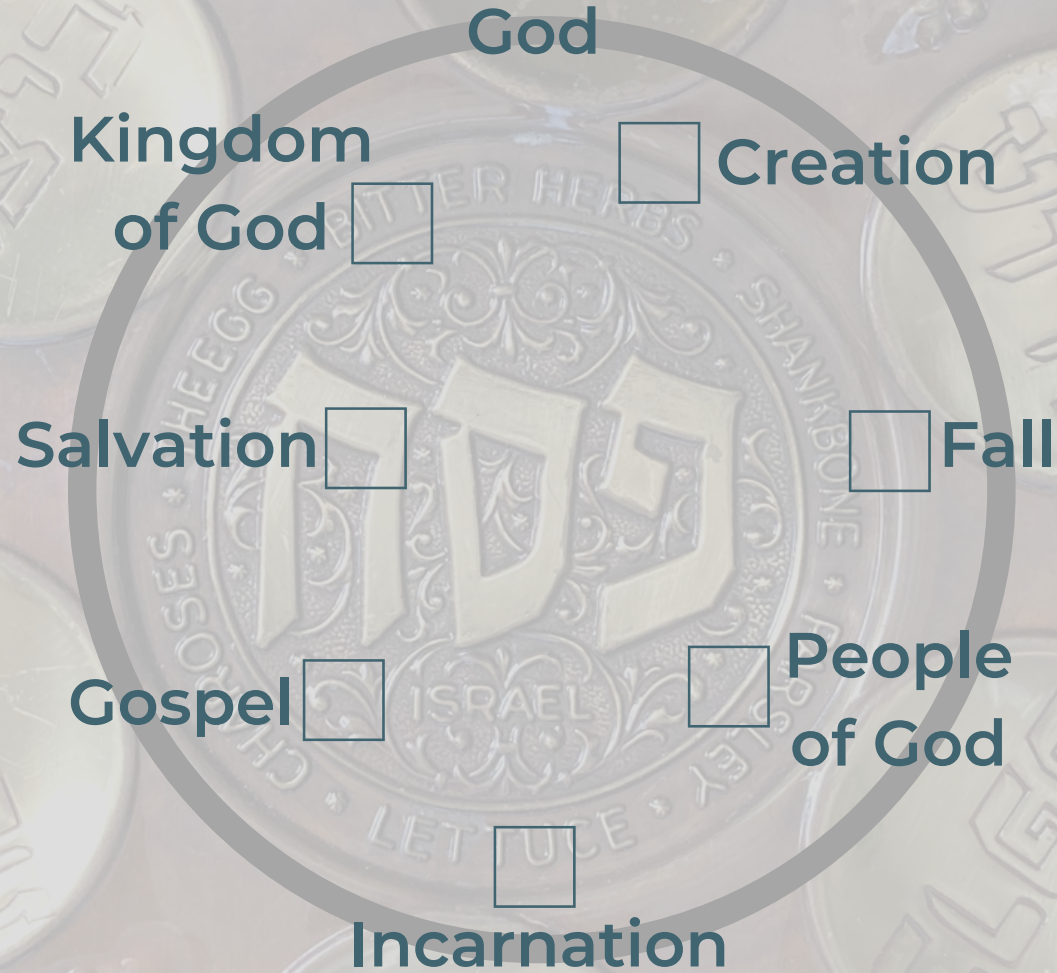 God
Kingdom
of God
Creation
Salvation
Fall
Gospel
People
of God
Incarnation
BITTER HERBS • SHANKBONE • PARSLEY • LETTUCE • CHAROSES • THE EGG
פסח
ISRAEL